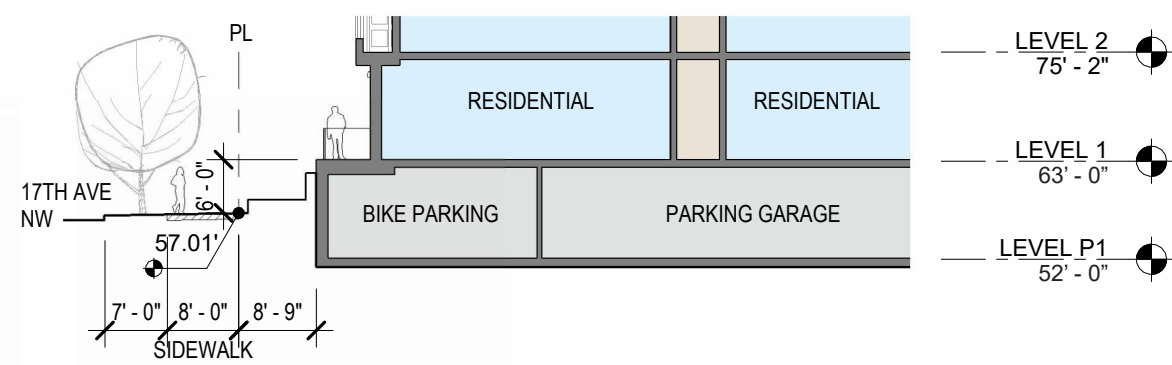 PL
LEVEL 2
75' - 2"
RESIDENTIAL
RESIDENTIAL
6' - 0"
LEVEL 1
63' - 0"
17TH AVE
NW
BIKE PARKING
PARKING GARAGE
57.01'
LEVEL P1
52' - 0"
7' - 0"
8' - 0"
8' - 9"
SIDEWALK